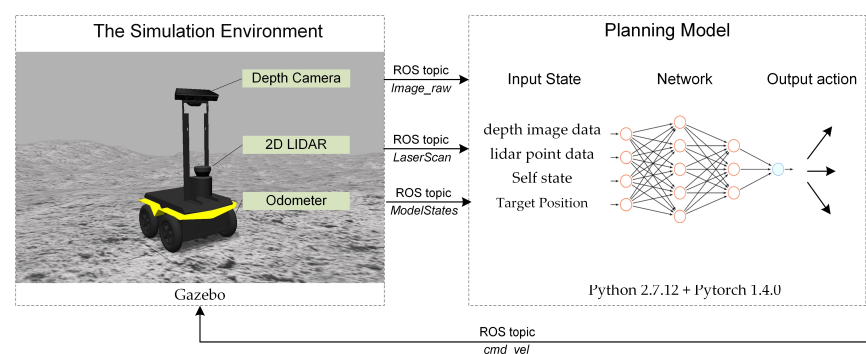 The Simulation Environment
Depth Camera
2D LIDAR
Odometer
Gazebo
ROS topic
Image_raw
ROS topic
LaserScan
ROS topic
ModelStates
Planning Model
Input State
Network
Output action
depth image data
lidar point data
Self state
Target Position
Python 2.7.12 + Pytorch 1.4.0
ROS topic
cmd_vel